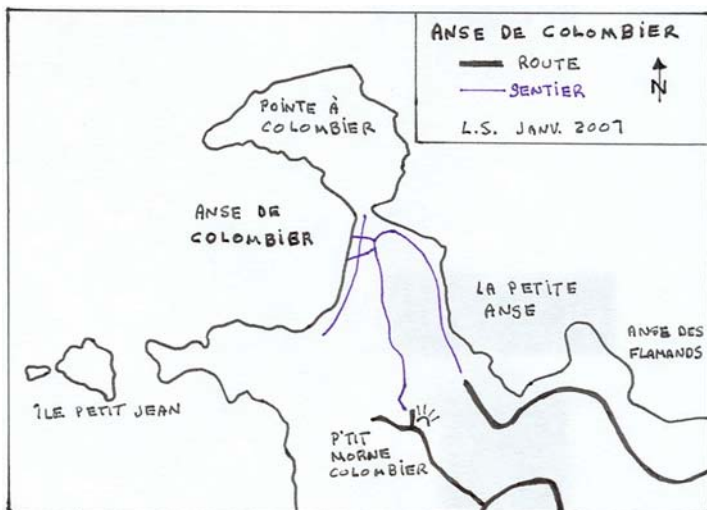 ANSE DE COLOMBIER
ROUTE
SENTIER
N
L.S. JANV. 2007
POINTE À
COLOMBIER
ANSE DE
COLOMBIER
LA PETITE
ANSE
ANSE DES
FLAMANDS
ÎLE PETIT JEAN
P'TIT
MORNE
COLOMBIER